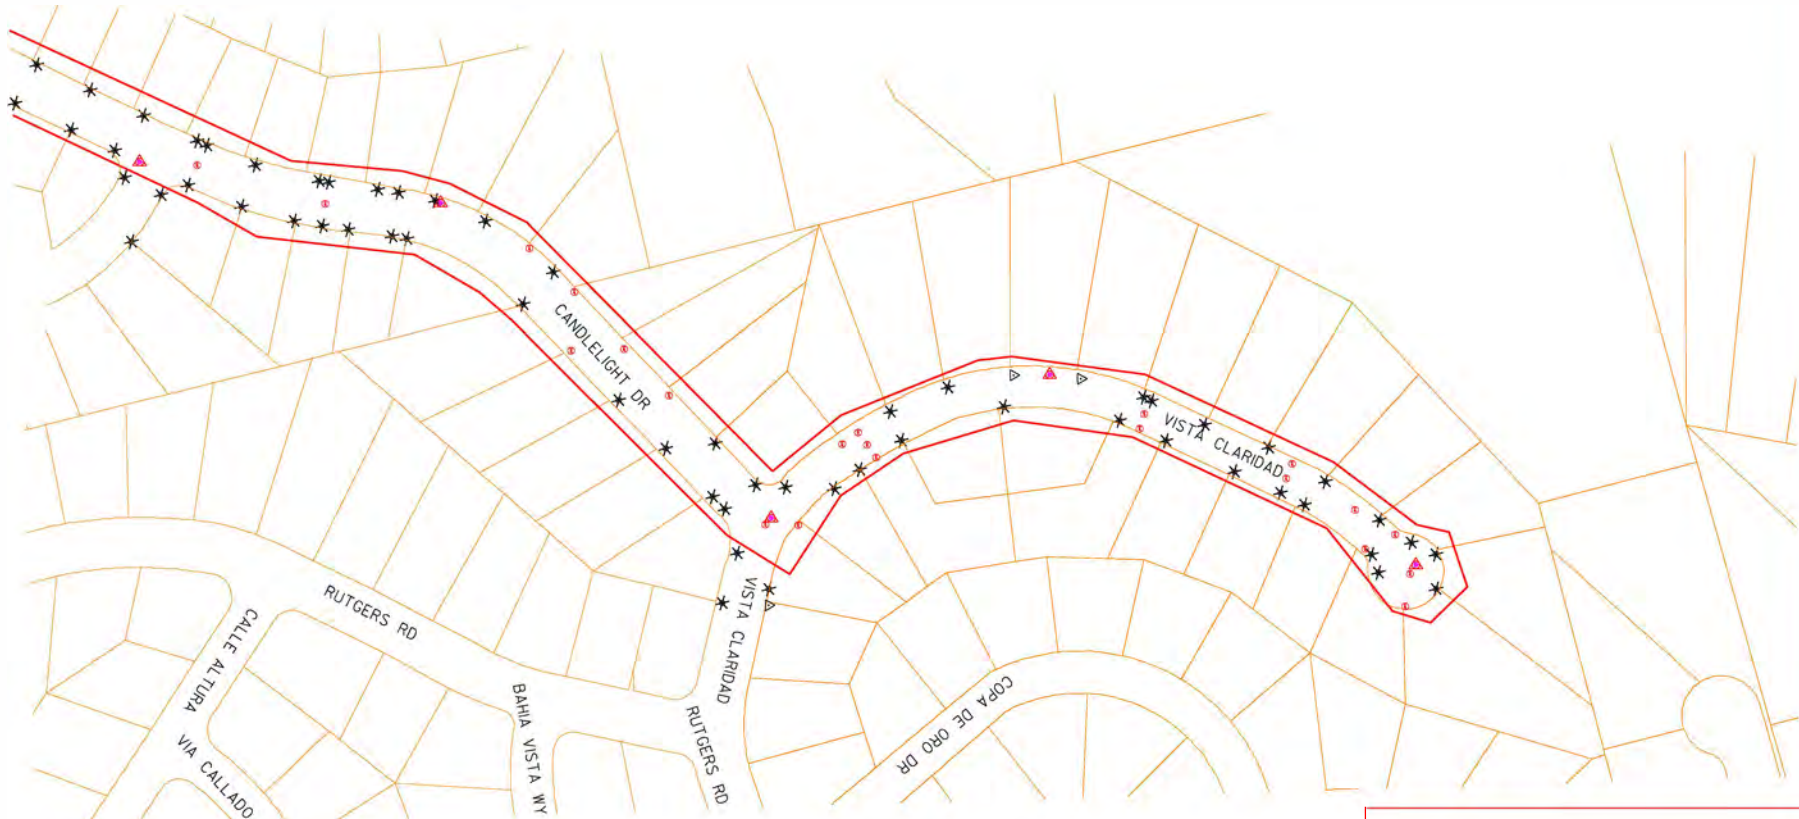 CANDLELIGHT DR
VISTA CLARIDAD
RUTGERS RD
VISTA CLARIDAD
CALLE ALTURA
COPA DE ORO DR
BAHIA VISTA WY
RUTGERS RD
VIA CALLADO